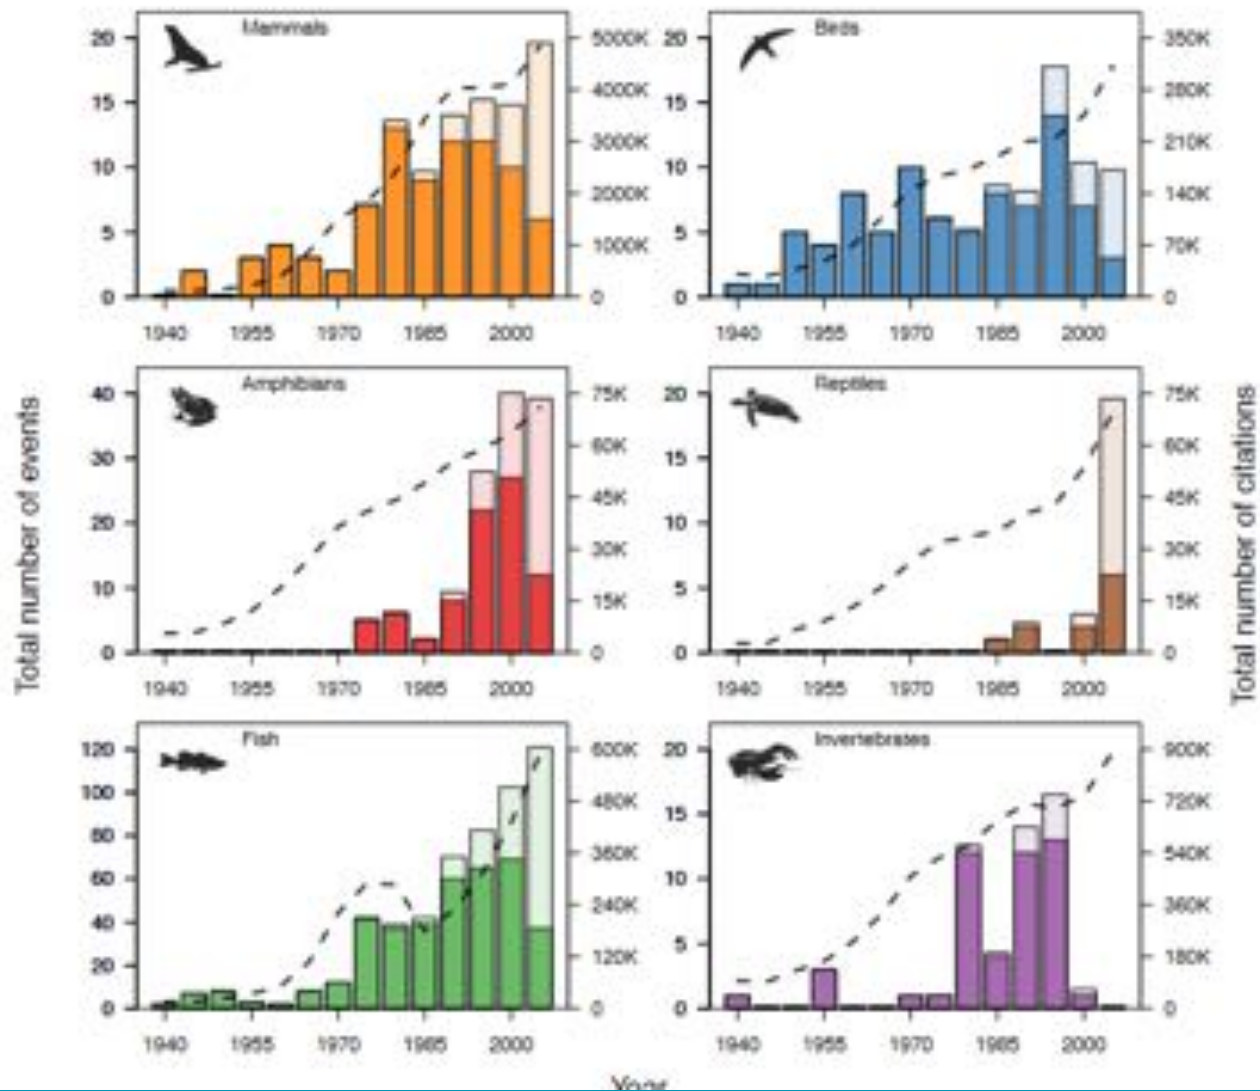 Mammals
20
15
10
5
0
5000K
4000K
3000K
2000K
1000K
0
1940 1955 1970 1985 2000
Birds
20
15
10
5
0
350K
280K
210K
140K
70K
0
1940 1955 1970 1985 2000
Amphibians
40
30
20
10
0
75K
60K
45K
30K
15K
0
1940 1955 1970 1985 2000
Reptiles
20
15
10
5
0
75K
60K
45K
30K
15K
0
1940 1955 1970 1985 2000
Fish
120
100
80
60
40
20
0
600K
480K
360K
240K
120K
0
1940 1955 1970 1985 2000
Invertebrates
20
15
10
5
0
900K
720K
540K
360K
180K
0
1940 1955 1970 1985 2000
Total number of events
Total number of citations
Year